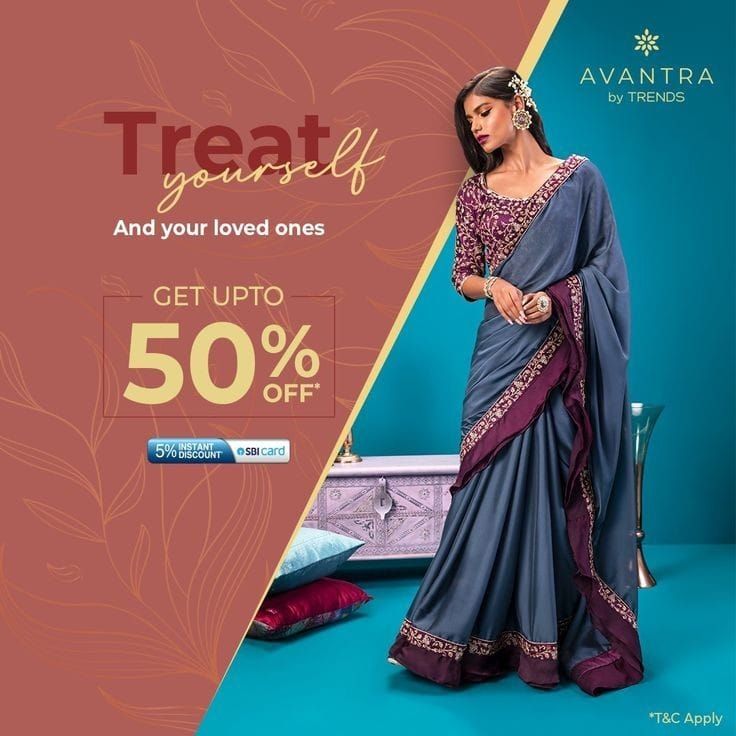 AVANTRA
by TRENDS
Treat
yourself
And your loved ones
GET UPTO
50%
OFF*
5% INSTANT
DISCOUNT*
SBI card
*T&C Apply